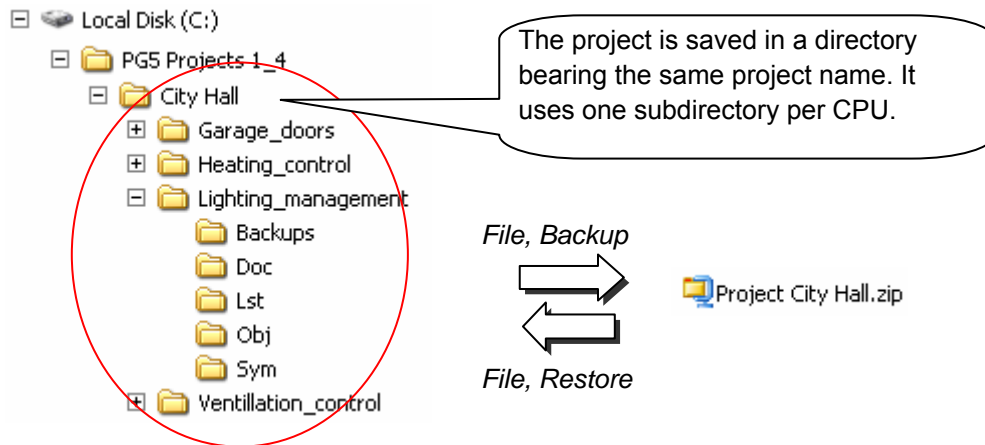 Local Disk (C:)
PG5 Projects 1_4
City Hall
Garage_doors
Heating_control
Lighting_management
Backups
Doc
Lst
Obj
Sym
Ventillation_control
The project is saved in a directory
bearing the same project name. It
uses one subdirectory per CPU.
File, Backup
Project City Hall.zip
File, Restore